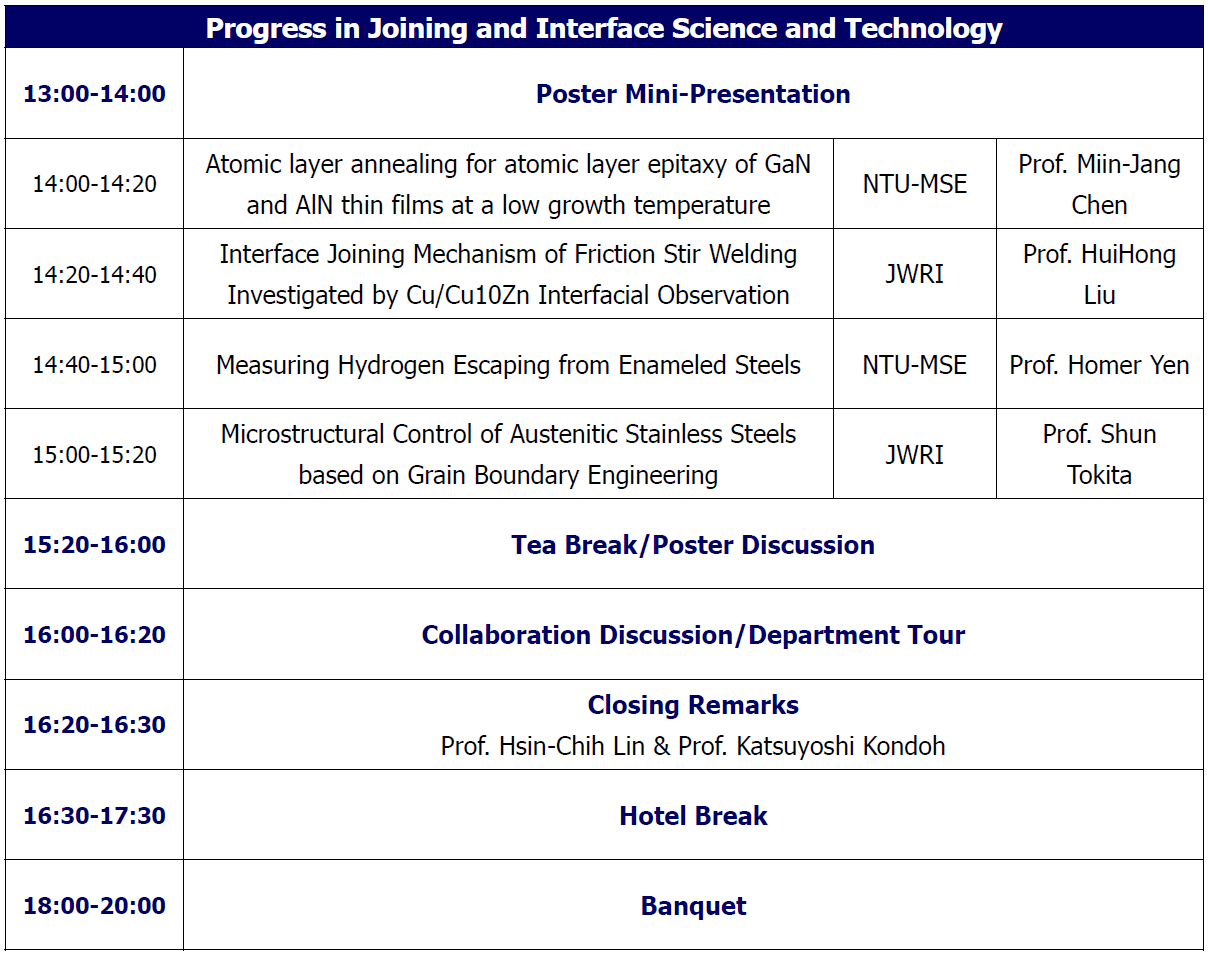 Progress in Joining and Interface Science and Technology
13:00-14:00
Poster Mini-Presentation
14:00-14:20
Atomic layer annealing for atomic layer epitaxy of GaN
and AlN thin films at a low growth temperature
NTU-MSE
Prof. Miin-Jang
Chen
14:20-14:40
Interface Joining Mechanism of Friction Stir Welding
Investigated by Cu/Cu10Zn Interfacial Observation
JWRI
Prof. HuiHong
Liu
14:40-15:00
Measuring Hydrogen Escaping from Enameled Steels
NTU-MSE
Prof. Homer Yen
15:00-15:20
Microstructural Control of Austenitic Stainless Steels
based on Grain Boundary Engineering
JWRI
Prof. Shun
Tokita
15:20-16:00
Tea Break/Poster Discussion
16:00-16:20
Collaboration Discussion/Department Tour
16:20-16:30
Closing Remarks
Prof. Hsin-Chih Lin & Prof. Katsuyoshi Kondoh
16:30-17:30
Hotel Break
18:00-20:00
Banquet